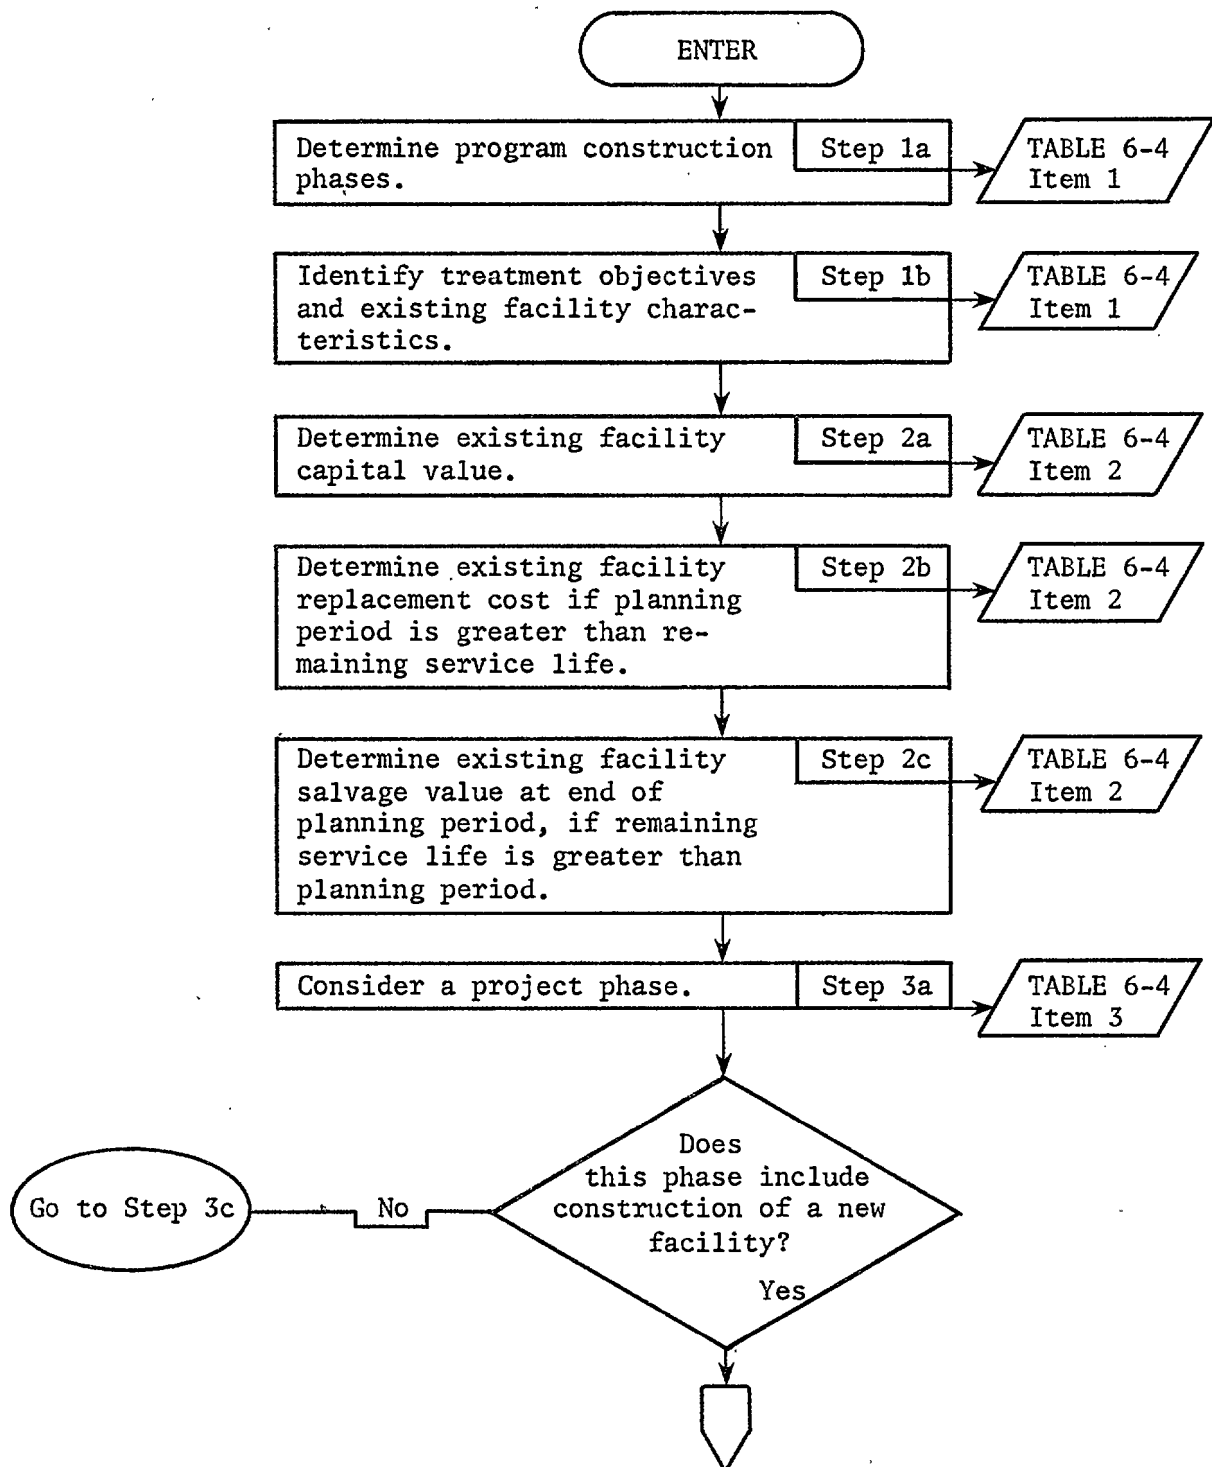 ENTER
Determine program construction
phases.
Step 1a
TABLE 6-4
Item 1
Identify treatment objectives
and existing facility charac-
teristics.
Step 1b
TABLE 6-4
Item 1
Determine existing facility
capital value.
Step 2a
TABLE 6-4
Item 2
Determine existing facility
replacement cost if planning
period is greater than re-
maining service life.
Step 2b
TABLE 6-4
Item 2
Determine existing facility
salvage value at end of
planning period, if remaining
service life is greater than
planning period.
Step 2c
TABLE 6-4
Item 2
Consider a project phase.
Step 3a
TABLE 6-4
Item 3
Does
this phase include
construction of a new
facility?
No
Go to Step 3c
Yes